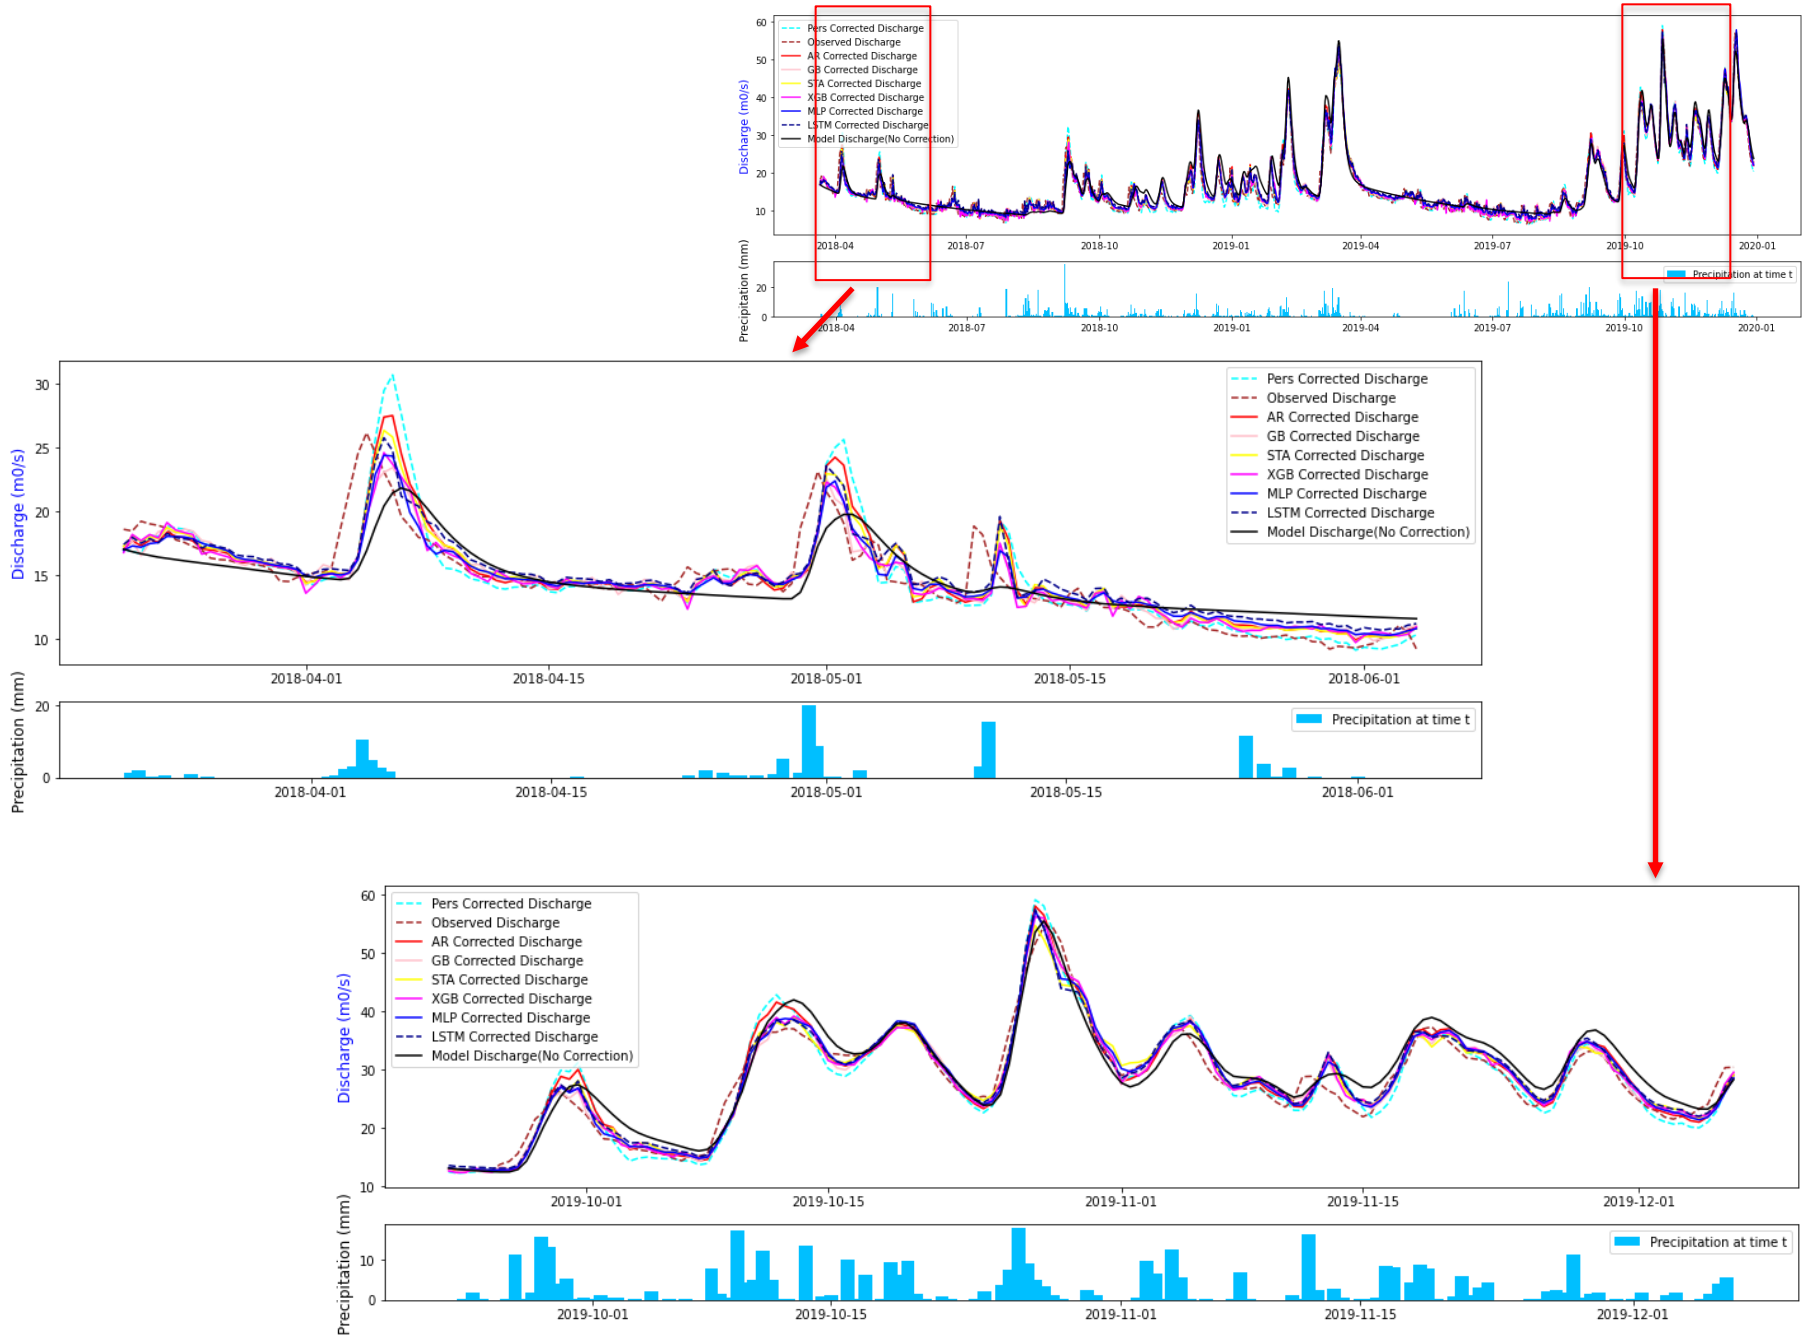 60
50
40
30
20
10
Discharge (m0/s)
Pers Corrected Discharge
Observed Discharge
AR Corrected Discharge
GB Corrected Discharge
STA Corrected Discharge
XGB Corrected Discharge
MLP Corrected Discharge
LSTM Corrected Discharge
Model Discharge(No Correction)
2018-04 2018-07 2018-10 2019-01 2019-04 2019-07 2019-10 2020-01
Precipitation (mm)
20
0
Precipitation at time t
2018-04 2018-07 2018-10 2019-01 2019-04 2019-07 2019-10 2020-01
30
25
20
15
10
Discharge (m0/s)
Pers Corrected Discharge
Observed Discharge
AR Corrected Discharge
GB Corrected Discharge
STA Corrected Discharge
XGB Corrected Discharge
MLP Corrected Discharge
LSTM Corrected Discharge
Model Discharge(No Correction)
2018-04-01 2018-04-15 2018-05-01 2018-05-15 2018-06-01
Precipitation (mm)
20
0
Precipitation at time t
2018-04-01 2018-04-15 2018-05-01 2018-05-15 2018-06-01
60
50
40
30
20
10
Discharge (m0/s)
Pers Corrected Discharge
Observed Discharge
AR Corrected Discharge
GB Corrected Discharge
STA Corrected Discharge
XGB Corrected Discharge
MLP Corrected Discharge
LSTM Corrected Discharge
Model Discharge(No Correction)
2019-10-01 2019-10-15 2019-11-01 2019-11-15 2019-12-01
Precipitation (mm)
10
0
Precipitation at time t
2019-10-01 2019-10-15 2019-11-01 2019-11-15 2019-12-01